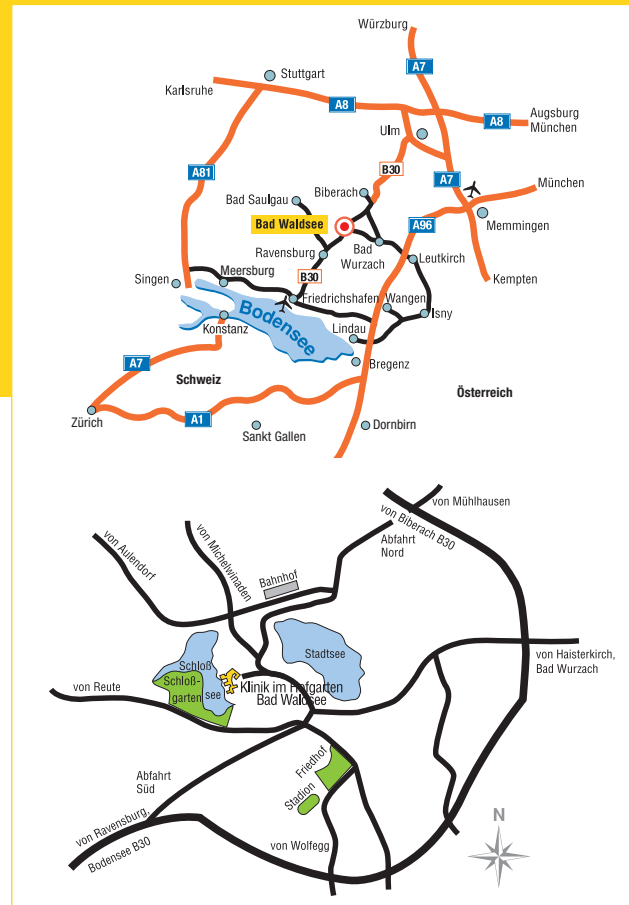 Würzburg
A7
Stuttgart
Karlsruhe
A8
Augsburg
München
A8
Ulm
A81
B30
A7
München
Bad Saulgau
Biberach
Bad Waldsee
A96
Memmingen
Ravensburg
Bad
Wurzach
Leutkirch
Singen
Meersburg
B30
Kempten
Friedrichshafen
Wangen
Isny
Bodensee
Konstanz
Lindau
A7
Bregenz
Schweiz
Österreich
Zürich
A1
Sankt Gallen
Dornbirn
von Mühlhausen
von Biberach B30
von Aulendorf
von Michelwinaden
Abfahrt
Nord
Bahnhof
Stadtsee
von Haisterkirch,
Bad Wurzach
Schloß
see
Schloß-
garten
von Reute
Klinik im Hofgarten
Bad Waldsee
Friedhof
Abfahrt
Süd
Stadion
N
von Ravensburg,
Bodensee B30
von Wolfegg